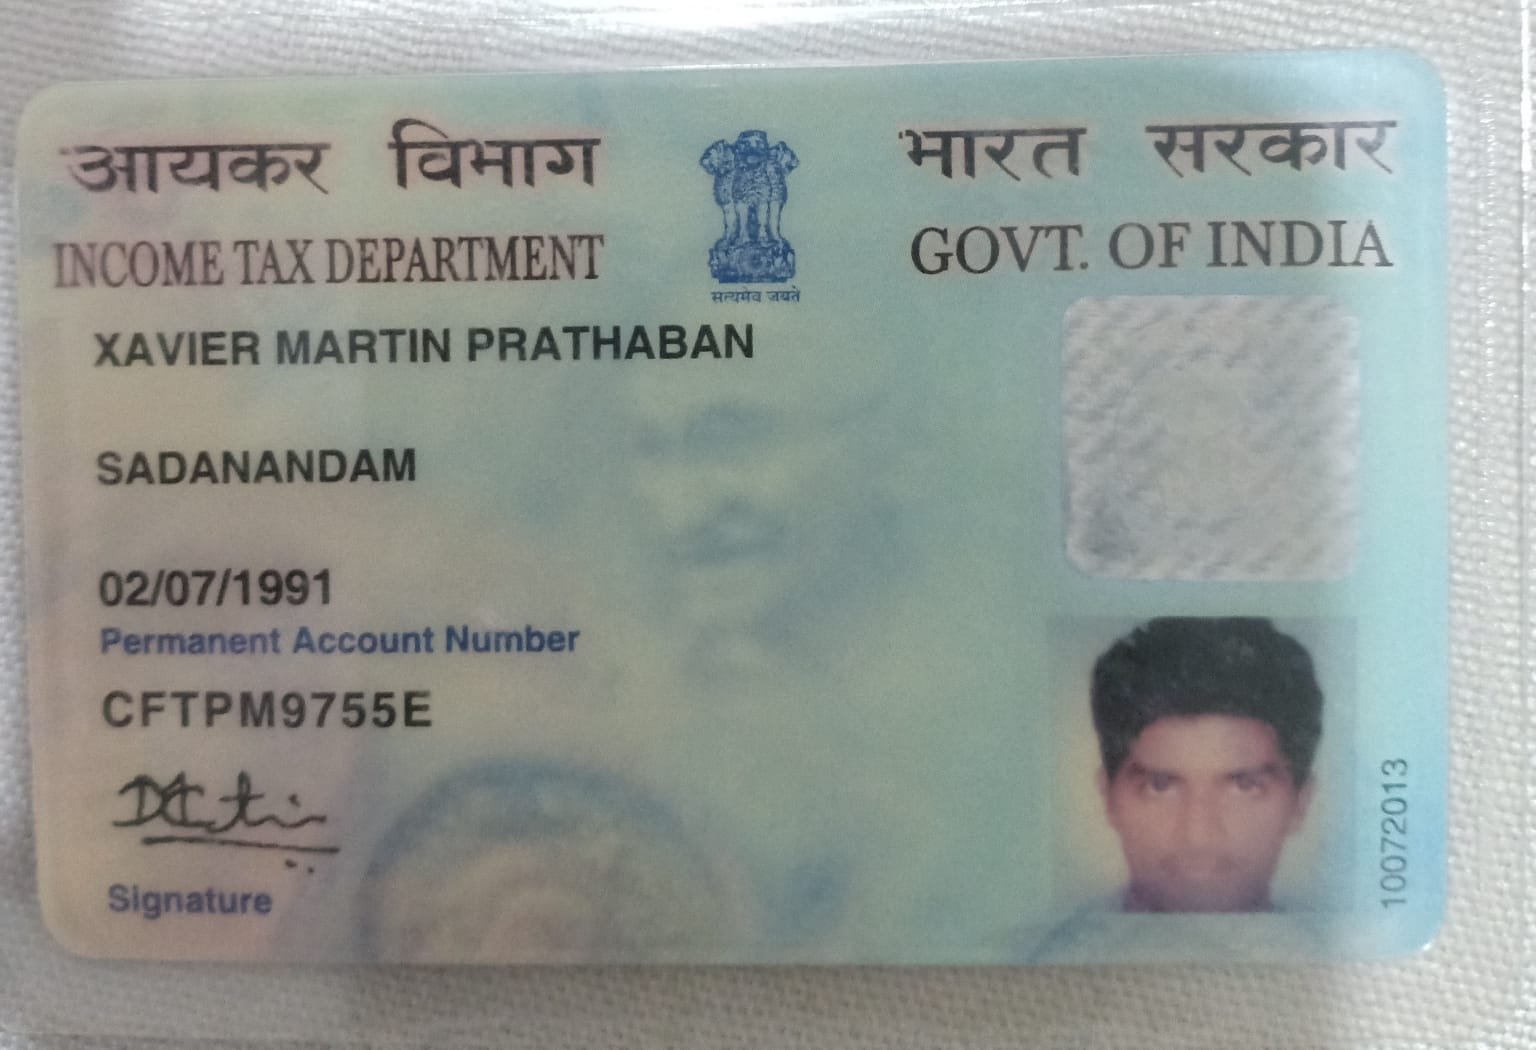 आयकर विभाग
INCOME TAX DEPARTMENT
सत्यमेव जयते
भारत सरकार
GOVT. OF INDIA
XAVIER MARTIN PRATHABAN
SADANANDAM
02/07/1991
Permanent Account Number
CFTPM9755E
Signature
10072013